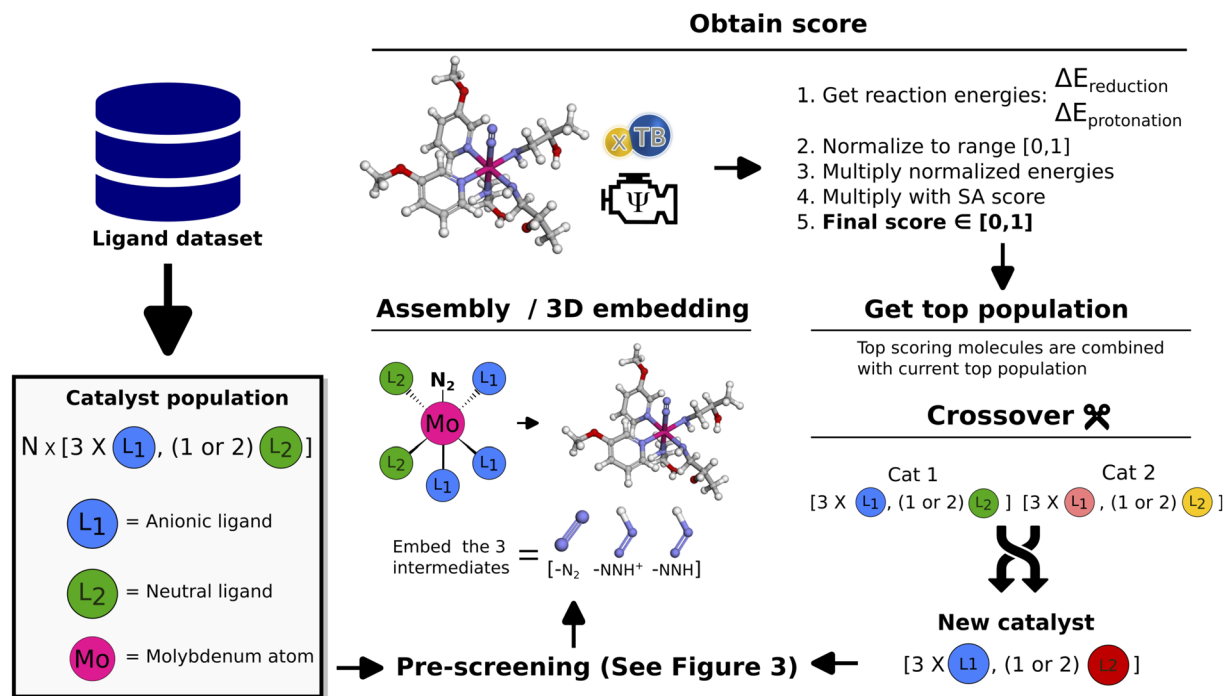 Obtain score
x TB
Ψ
1. Get reaction energies: ΔE reduction
ΔE protonation
2. Normalize to range [0,1]
3. Multiply normalized energies
4. Multiply with SA score
5. Final score ∈ [0,1]
Ligand dataset
Catalyst population
N x [3 X L1, (1 or 2) L2 ]
L1 = Anionic ligand
L2 = Neutral ligand
Mo = Molybdenum atom
Assembly / 3D embedding
L2 N2 L1
Mo
L2 L1
L1
Embed the 3
intermediates =
[-N2 -NNH+ -NNH]
Pre-screening (See Figure 3)
Get top population
Top scoring molecules are combined
with current top population
Crossover
Cat 1 Cat 2
[3 X L1, (1 or 2) L2 ] [3 X L1, (1 or 2) L2 ]
New catalyst
[3 X L1, (1 or 2) L2 ]